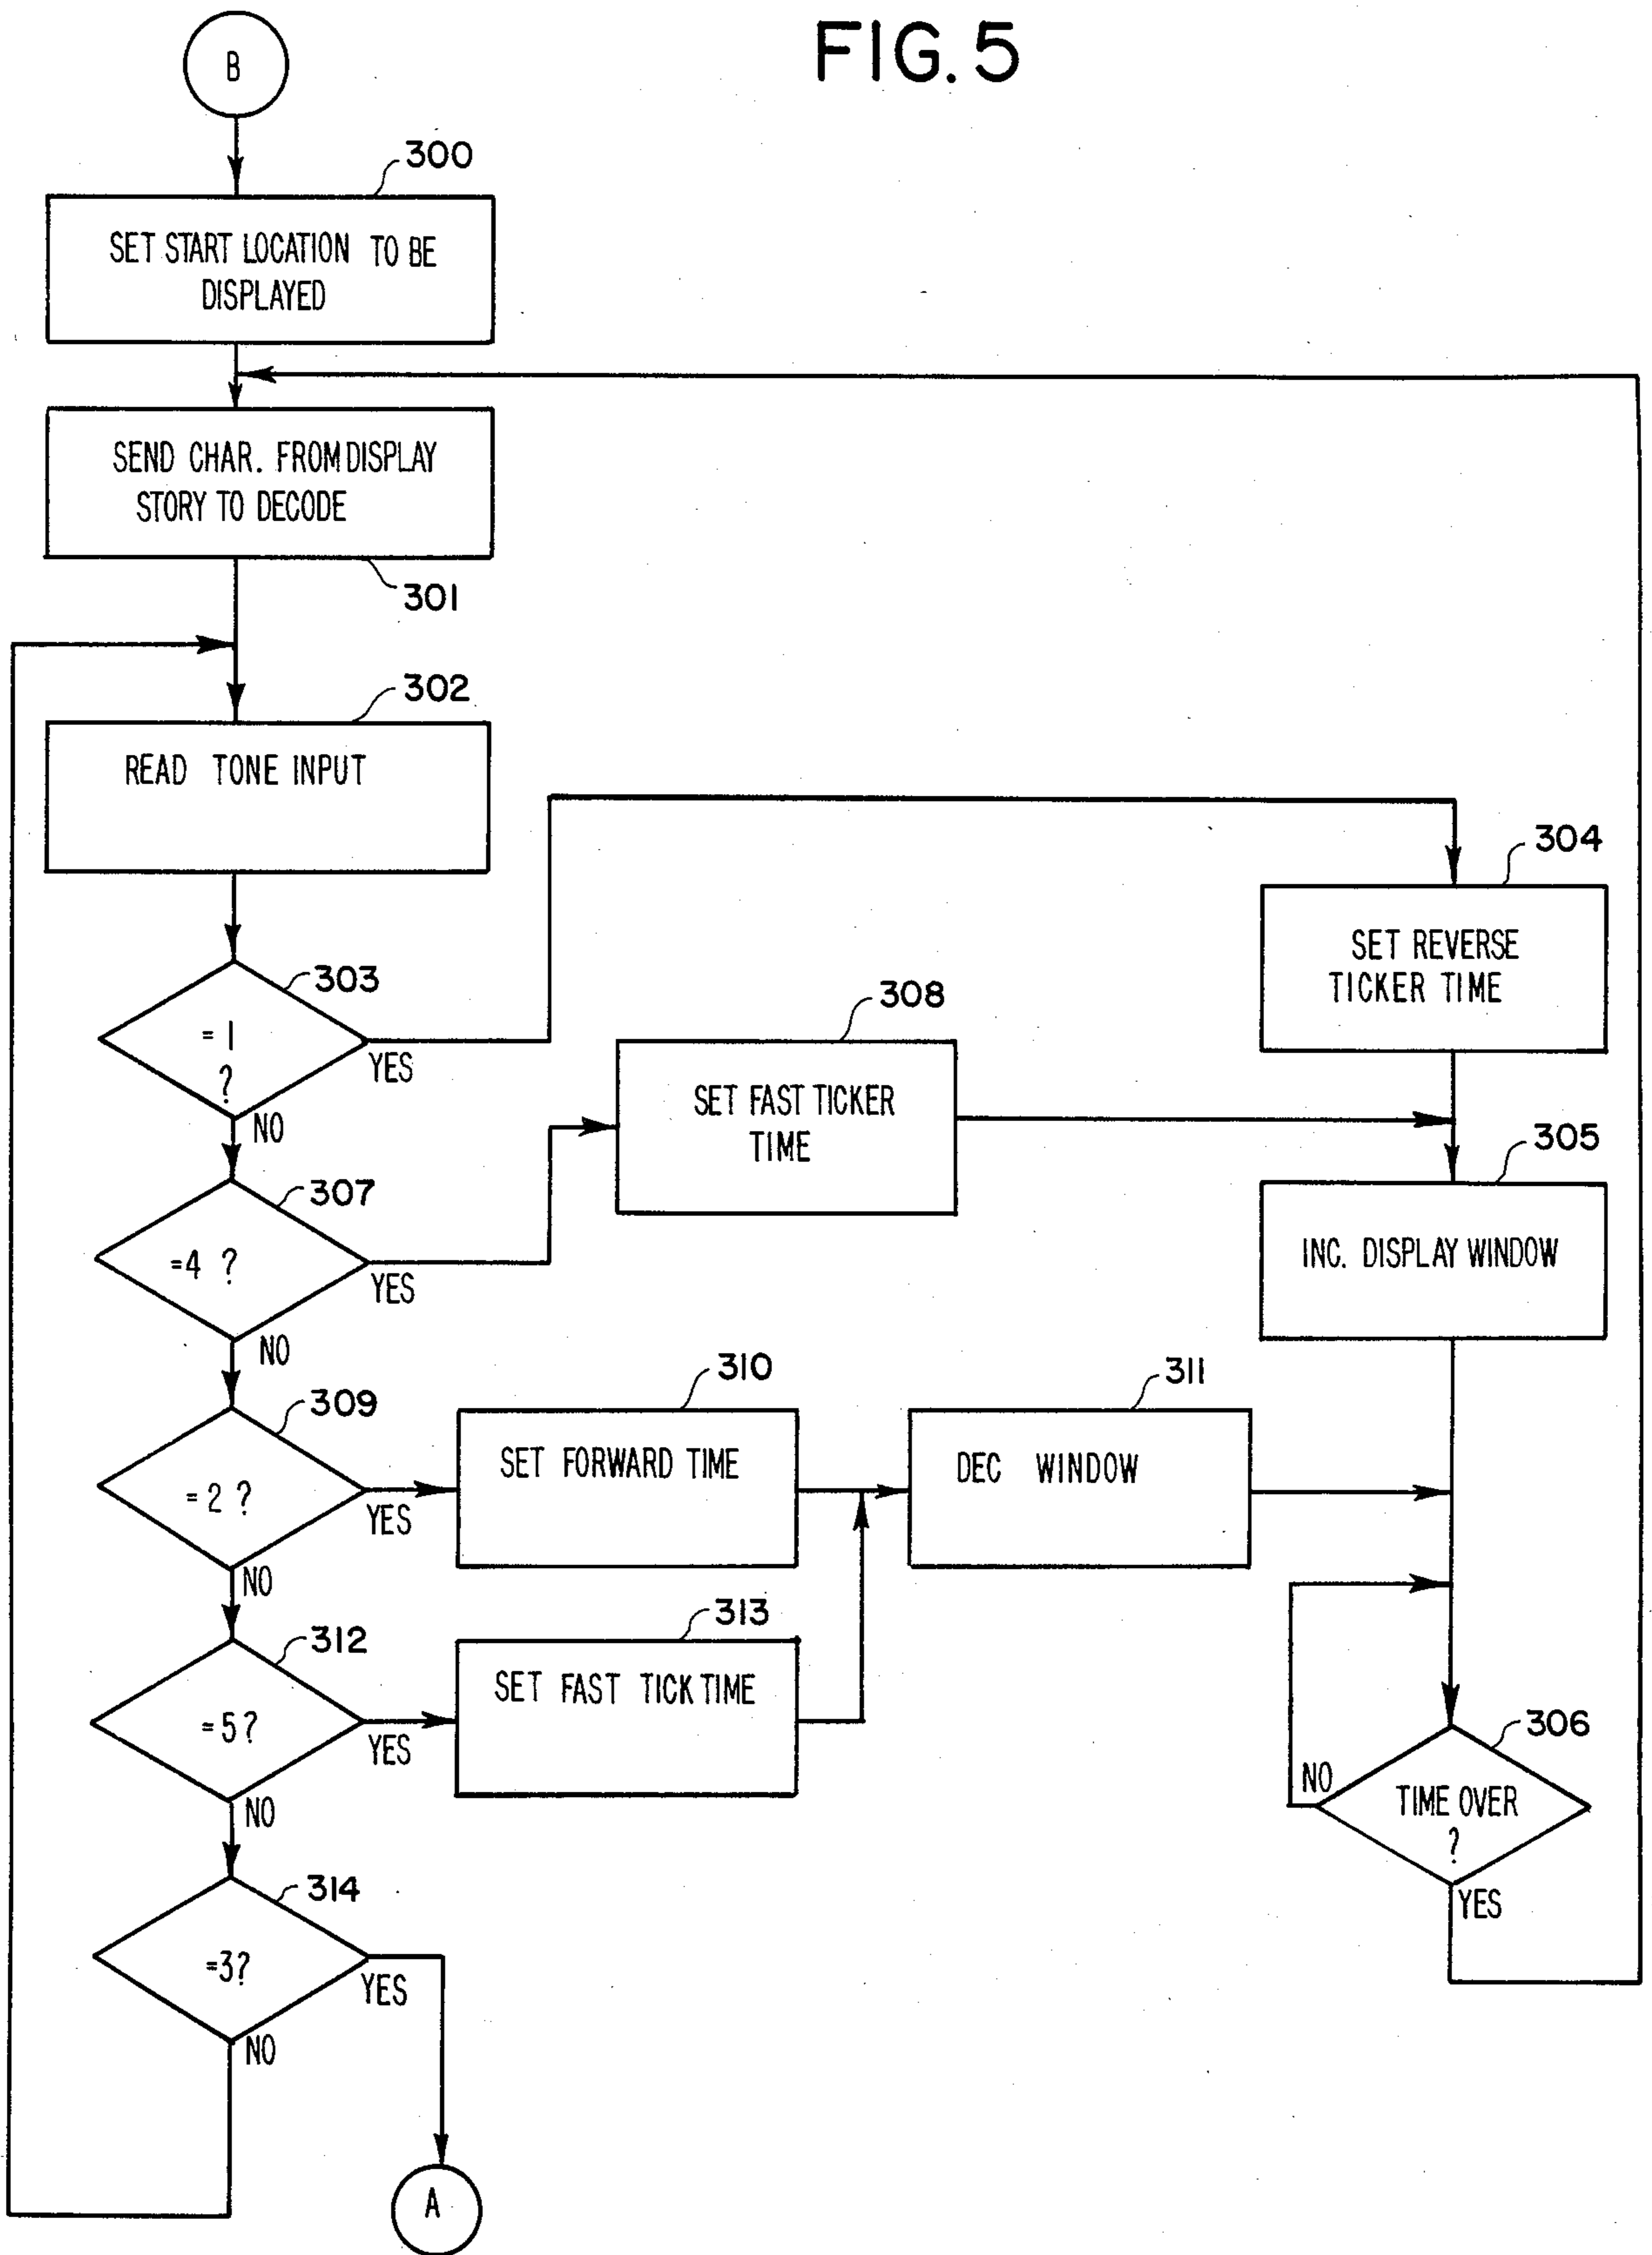 FIG. 5
B
300
SET START LOCATION TO BE
DISPLAYED
SEND CHAR. FROM DISPLAY
STORY TO DECODE
301
302
READ TONE INPUT
303
= 1
?
YES
NO
304
SET REVERSE
TICKER TIME
308
SET FAST TICKER
TIME
305
INC. DISPLAY WINDOW
307
=4 ?
YES
NO
309
= 2 ?
YES
NO
310
SET FORWARD TIME
311
DEC WINDOW
312
= 5?
YES
NO
313
SET FAST TICK TIME
306
TIME OVER
?
NO
YES
314
=3?
YES
NO
A